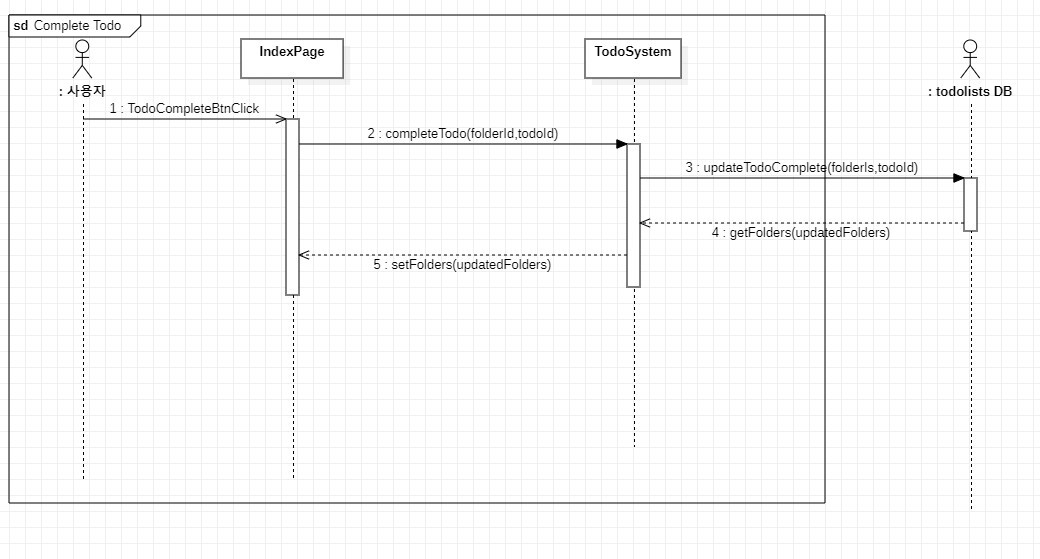 sd Complete Todo
: 사용자
IndexPage
TodoSystem
: todolists DB
1 : TodoCompleteBtnClick
2 : completeTodo(folderId,todoId)
3 : updateTodoComplete(folderIs,todoId)
4 : getFolders(updatedFolders)
5 : setFolders(updatedFolders)